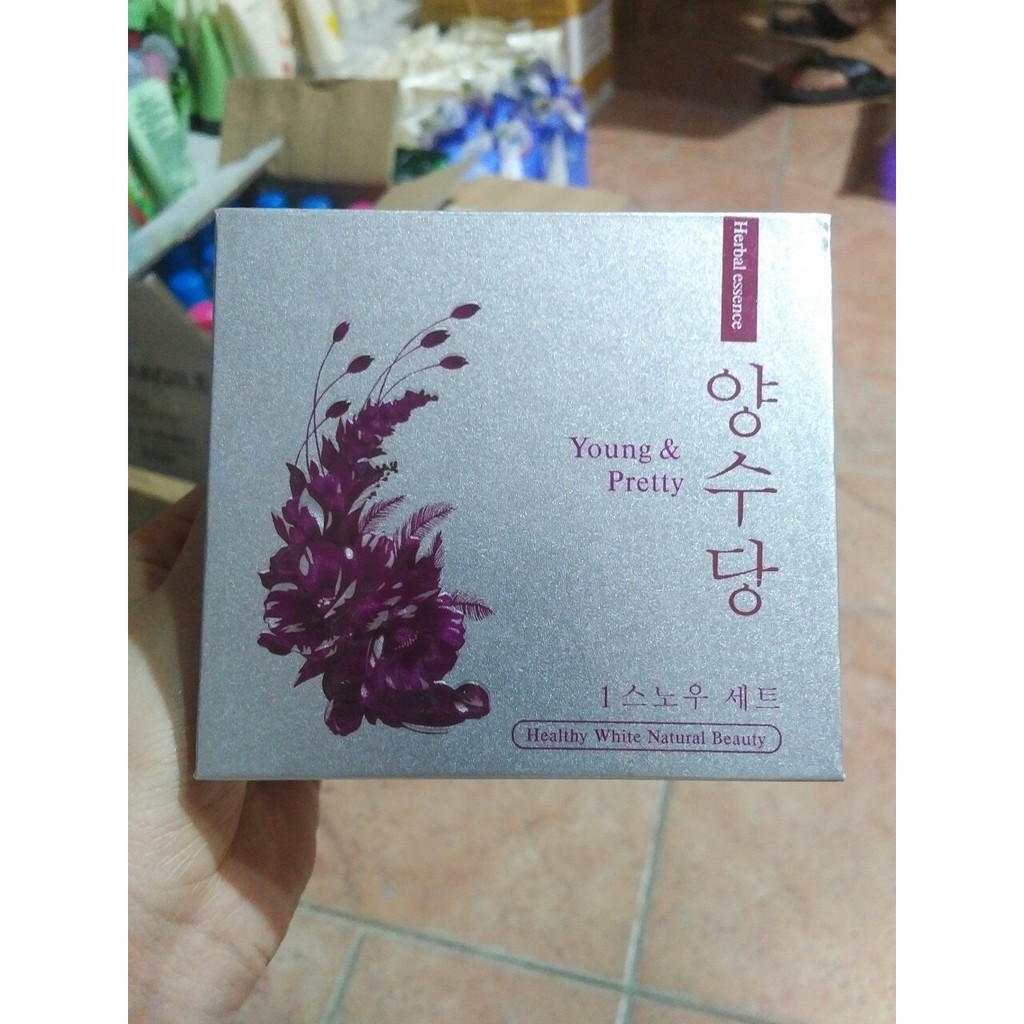 Herbal essence
양수당
Young &
Pretty
1 스노우 세트
Healthy White Natural Beauty